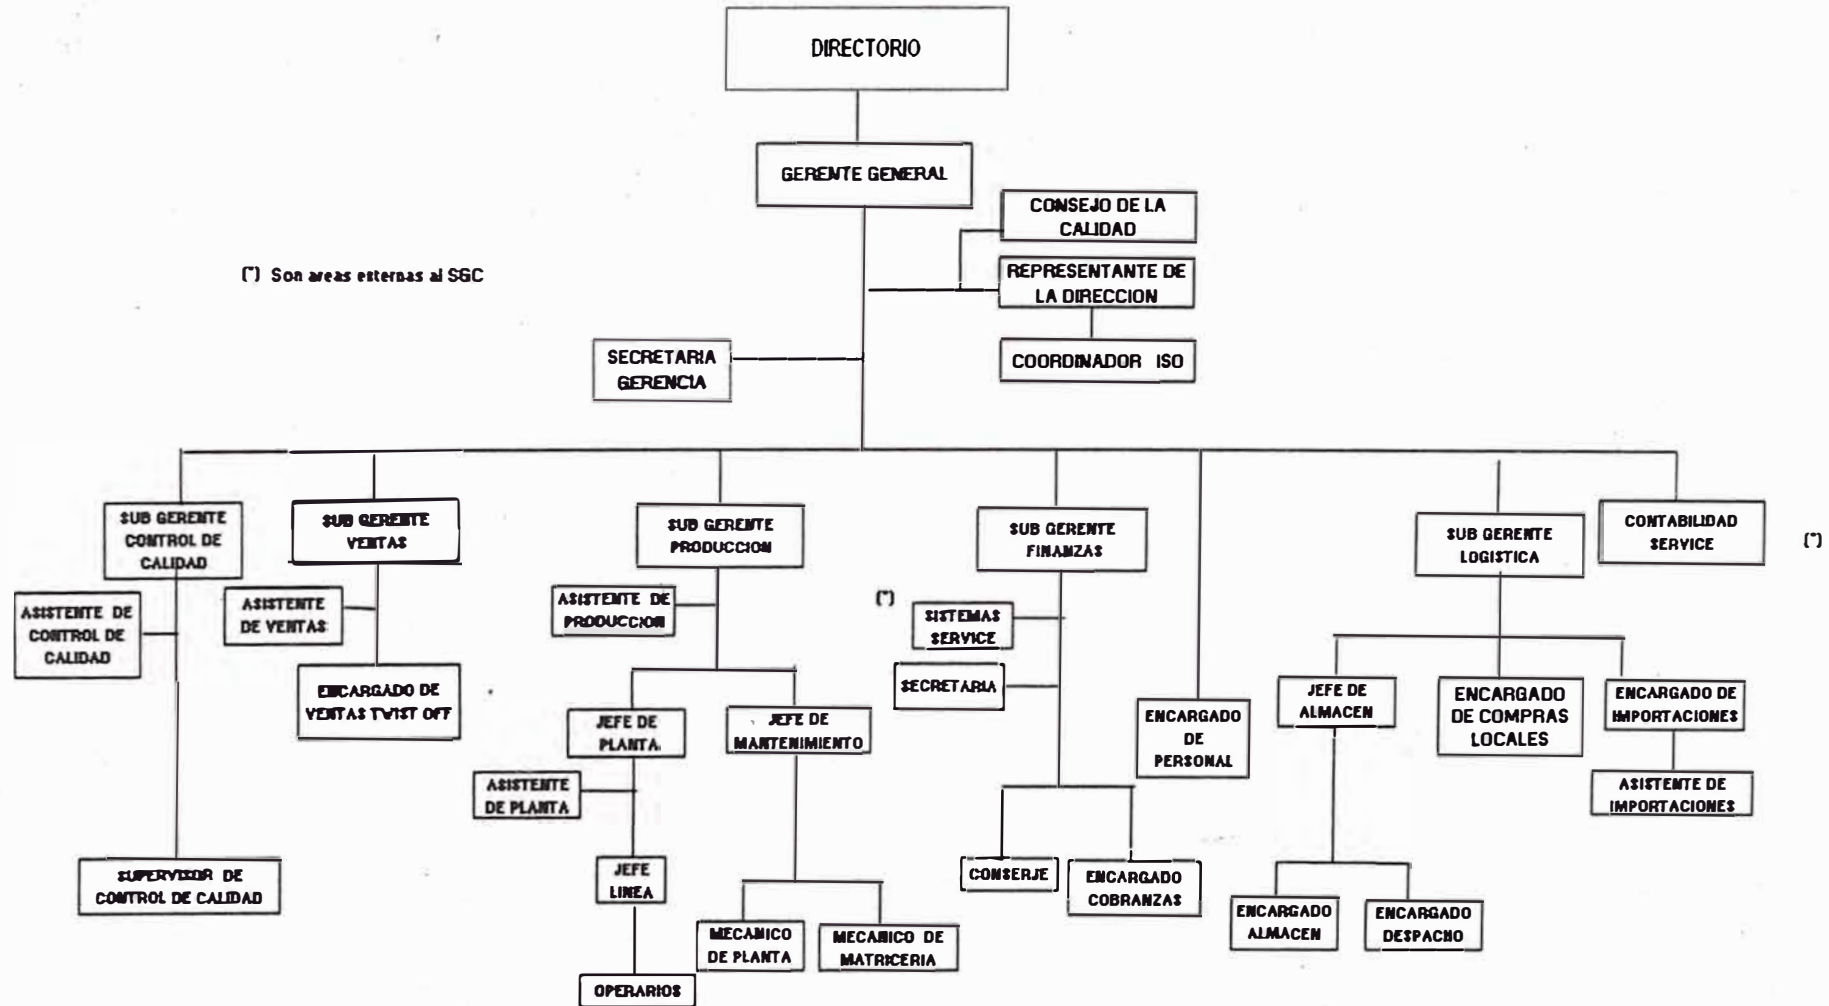 DIRECTORIO
GERENTE GENERAL
CONSEJO DE LA
CALIDAD
(*) Son areas externas al SGC
REPRESENTANTE DE
LA DIRECCION
SECRETARIA
GERENCIA
COORDINADOR ISO
SUB GERENTE
CONTROL DE
CALIDAD
SUB GERENTE
VENTAS
SUB GERENTE
PRODUCCION
SUB GERENTE
FINANZAS
SUB GERENTE
LOGISTICA
CONTABILIDAD
SERVICE
(*)
ASISTENTE DE
CONTROL DE
CALIDAD
ASISTENTE
DE VENTAS
ASISTENTE DE
PRODUCCION
(*)
SISTEMAS
SERVICE
SECRETARIA
ENCARGADO DE
VENTAS TWIST OFF
JEFE DE
PLANTA
JEFE DE
MANTENIMIENTO
ENCARGADO
DE
PERSONAL
JEFE DE
ALMACEN
ENCARGADO
DE COMPRAS
LOCALES
ENCARGADO DE
IMPORTACIONES
ASISTENTE
DE PLANTA
ASISTENTE DE
IMPORTACIONES
SUPERVISOR DE
CONTROL DE CALIDAD
JEFE
LINEA
CONSERJE
ENCARGADO
COBRANZAS
MECANICO
DE PLANTA
MECANICO DE
MATRICERIA
ENCARGADO
ALMACEN
ENCARGADO
DESPACHO
OPERARIOS